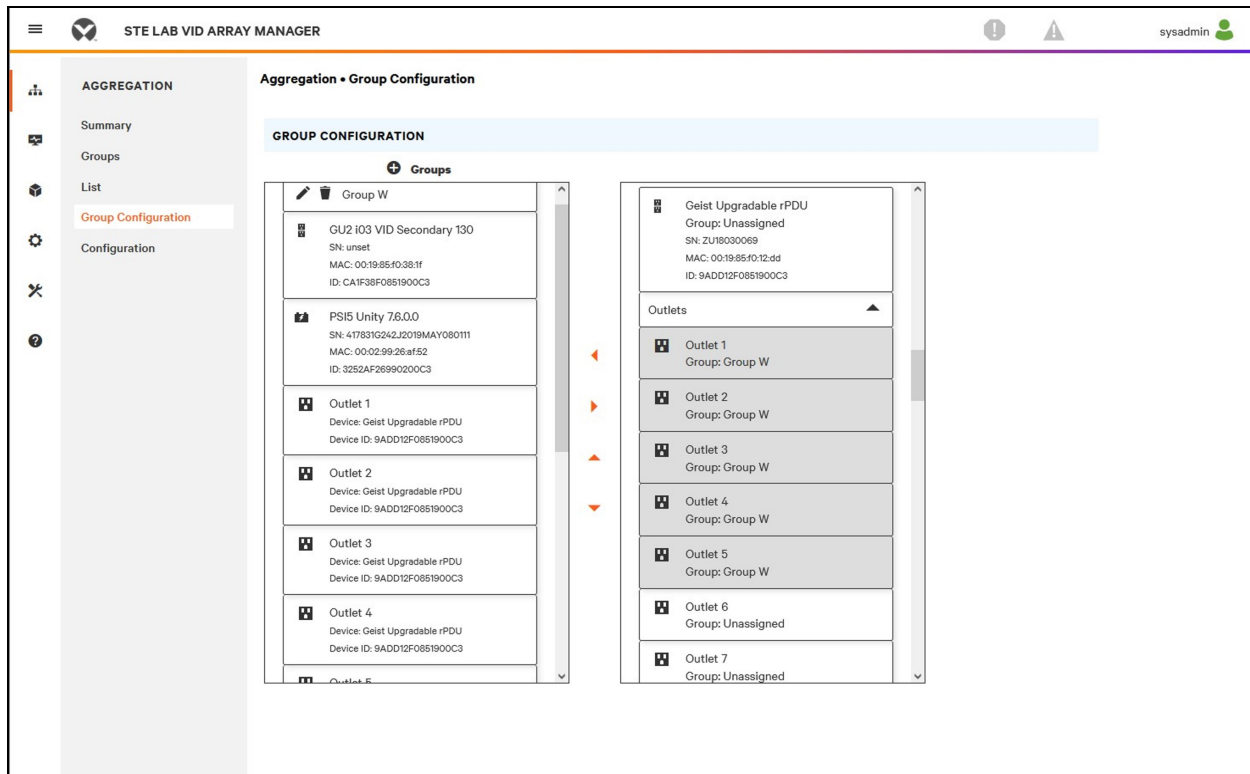 STE LAB VID ARRAY MANAGER
sysadmin
AGGREGATION
Summary
Groups
List
Group Configuration
Configuration
Aggregation • Group Configuration
GROUP CONFIGURATION
Groups
Group W
GU2 i03 VID Secondary 130
SN: unset
MAC: 00:19:85:f0:38:1f
ID: CA1F38F0851900C3
PSI5 Unity 7.6.0.0
SN: 417831G242J2019MAY080111
MAC: 00:02:99:26:af:52
ID: 3252AF26990200C3
Outlet 1
Device: Geist Upgradable rPDU
Device ID: 9ADD12F0851900C3
Outlet 2
Device: Geist Upgradable rPDU
Device ID: 9ADD12F0851900C3
Outlet 3
Device: Geist Upgradable rPDU
Device ID: 9ADD12F0851900C3
Outlet 4
Device: Geist Upgradable rPDU
Device ID: 9ADD12F0851900C3
Outlet 5
Geist Upgradable rPDU
Group: Unassigned
SN: ZU18030069
MAC: 00:19:85:f0:12:dd
ID: 9ADD12F0851900C3
Outlets
Outlet 1
Group: Group W
Outlet 2
Group: Group W
Outlet 3
Group: Group W
Outlet 4
Group: Group W
Outlet 5
Group: Group W
Outlet 6
Group: Unassigned
Outlet 7
Group: Unassigned